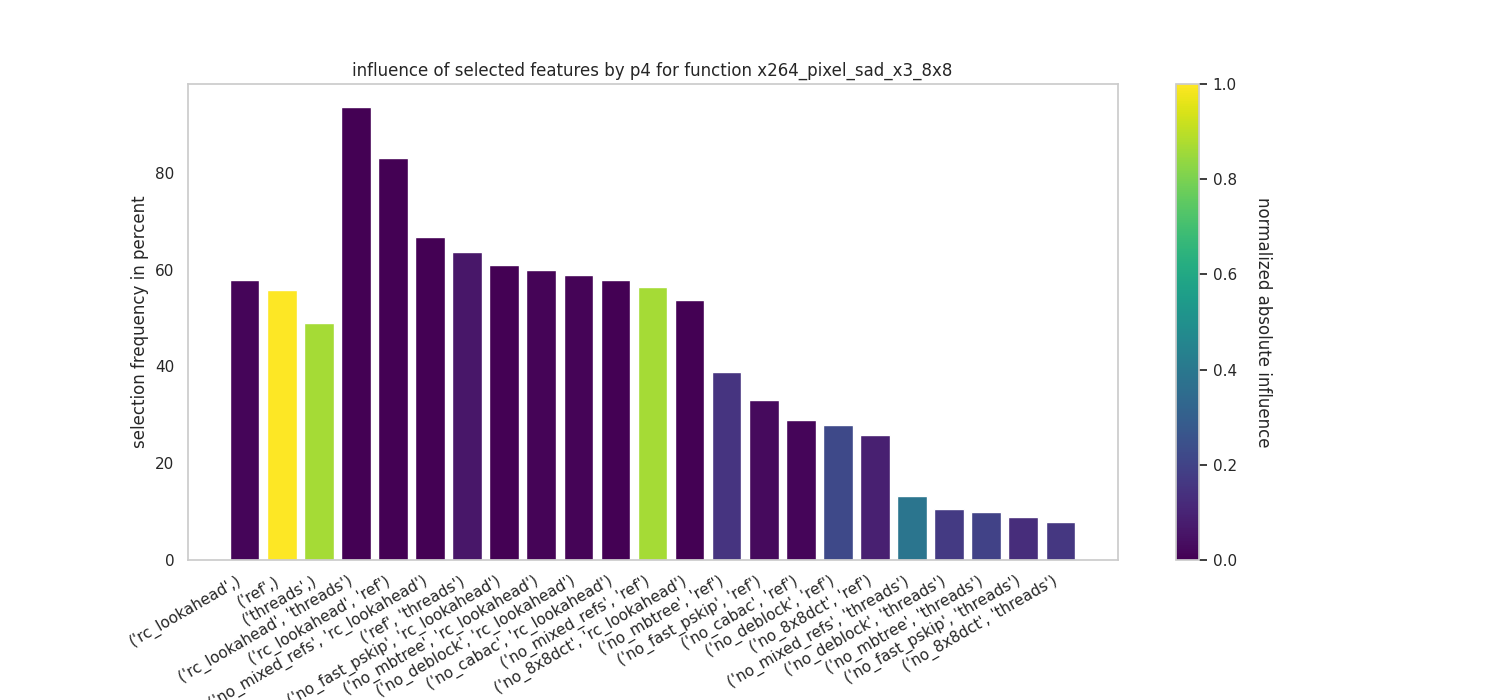 influence of selected features by p4 for function x264_pixel_sad_x3_8x8
selection frequency in percent
80
60
40
20
0
('rc_lookahead',)
('ref',)
('threads',)
('rc_lookahead', 'threads')
('rc_lookahead', 'ref')
('no_mixed_refs', 'rc_lookahead')
('ref', 'threads')
('no_fast_pskip', 'rc_lookahead')
('no_mbtree', 'rc_lookahead')
('no_deblock', 'rc_lookahead')
('no_cabac', 'rc_lookahead')
('no_mixed_refs', 'ref')
('no_8x8dct', 'rc_lookahead')
('no_mbtree', 'ref')
('no_fast_pskip', 'ref')
('no_cabac', 'ref')
('no_deblock', 'ref')
('no_8x8dct', 'ref')
('no_mixed_refs', 'threads')
('no_deblock', 'threads')
('no_mbtree', 'threads')
('no_fast_pskip', 'threads')
('no_8x8dct', 'threads')
1.0
0.8
0.6
0.4
0.2
0.0
normalized absolute influence